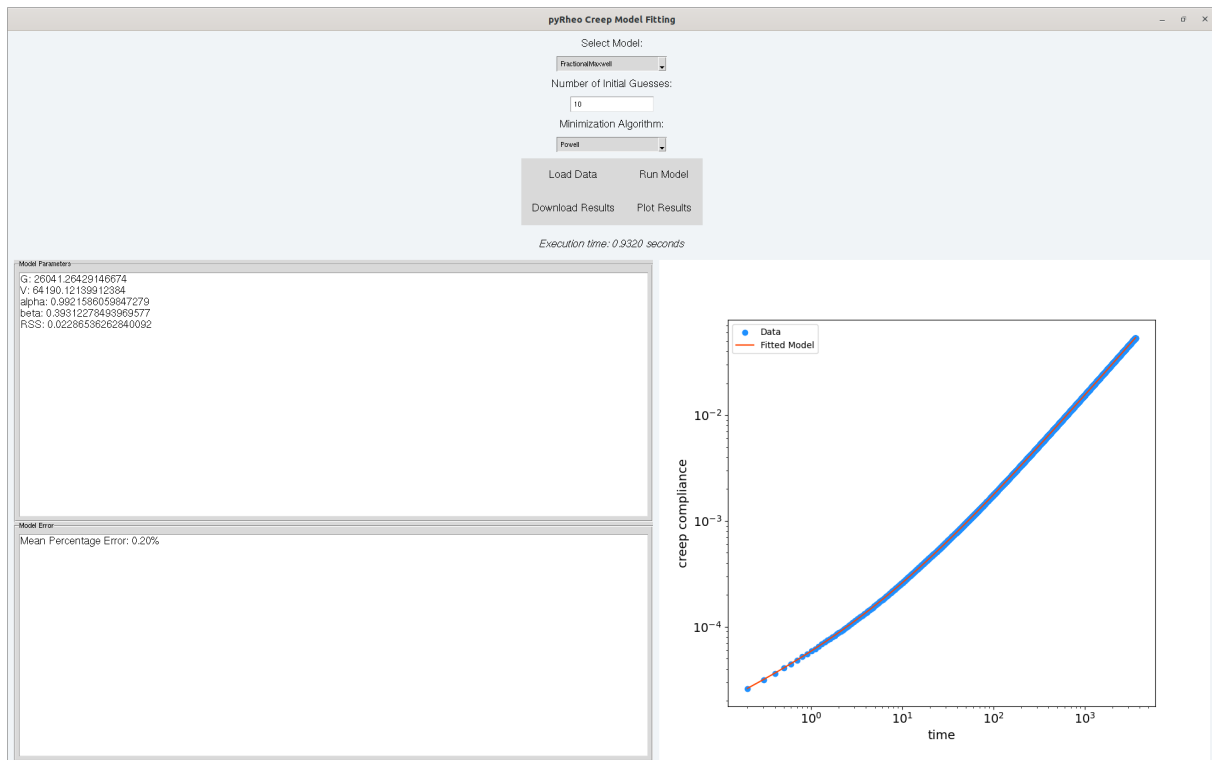 pyRheo Creep Model Fitting
Select Model:
FractionalMaxwell
Number of Initial Guesses:
10
Minimization Algorithm:
Powell
Load Data
Run Model
Download Results
Plot Results
Execution time: 0.9320 seconds
Model Parameters
G: 26041.26429146674
V: 64190.12139912384
alpha: 0.9921586059847279
beta: 0.39312278493969577
RSS: 0.02286536262840092
Model Error
Mean Percentage Error: 0.20%
Data
Fitted Model
creep compliance
10⁻²
10⁻³
10⁻⁴
10⁰ 10¹ 10² 10³
time